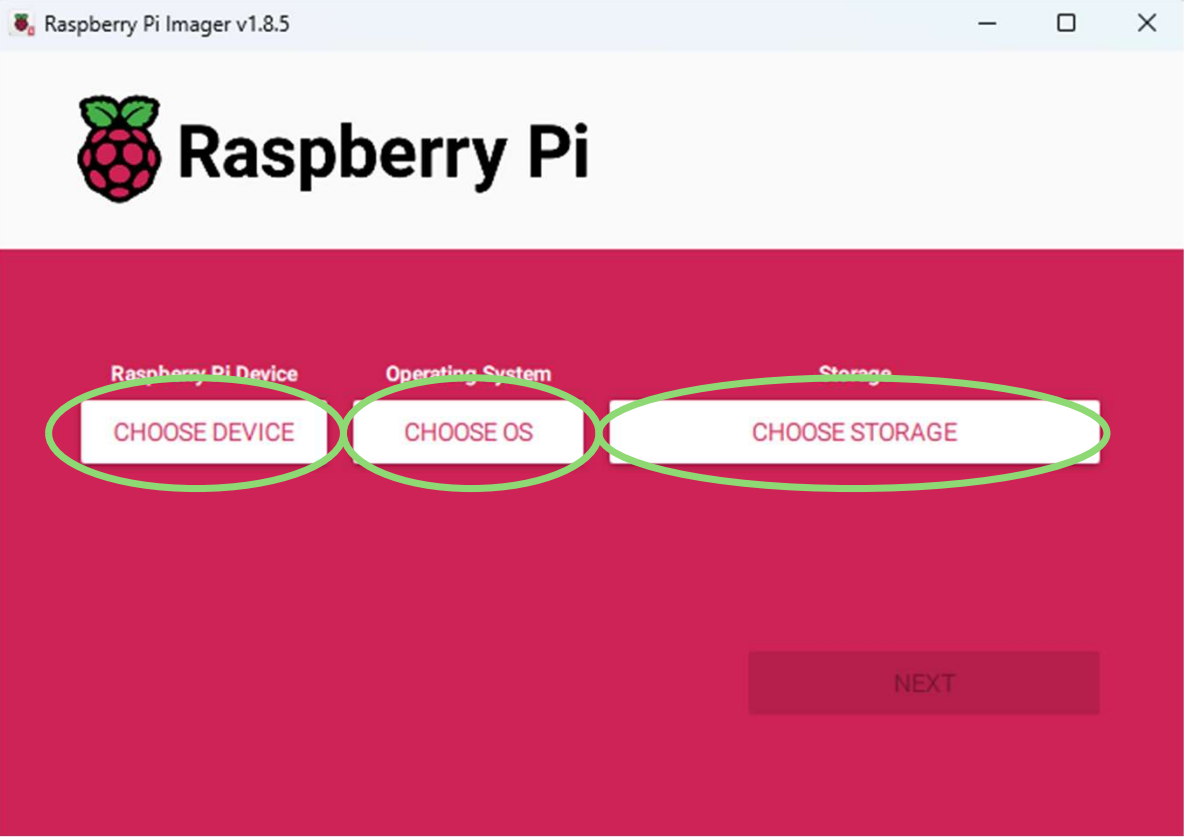 Raspberry Pi Imager v1.8.5
Raspberry Pi
Raspberry Pi Device
Operating System
Storage
CHOOSE DEVICE
CHOOSE OS
CHOOSE STORAGE
NEXT